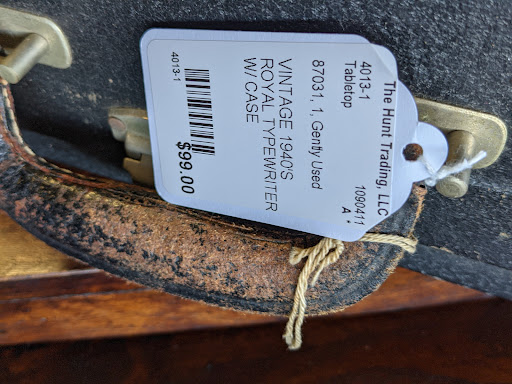 The Hunt Trading, LLC
4013-1 1090411
Tabletop A *
87031, 1, Gently Used
VINTAGE 1940'S
ROYAL TYPEWRITER
W/ CASE
$99.00
4013-1